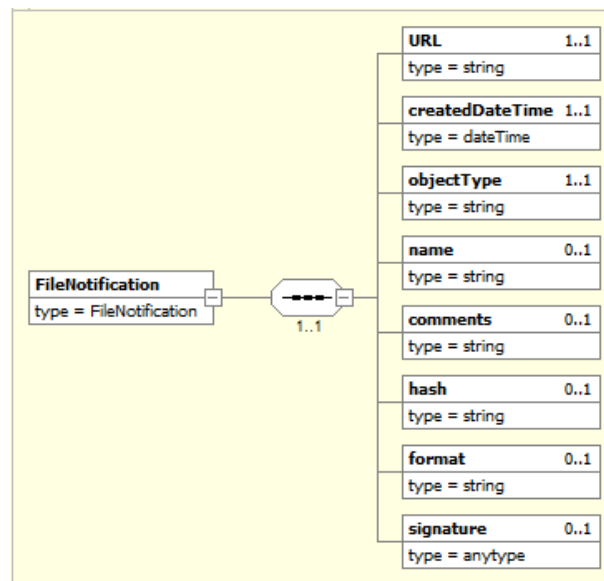 URL 1..1
type = string
createdDateTime 1..1
type = dateTime
objectType 1..1
type = string
name 0..1
type = string
FileNotification
type = FileNotification
1..1
comments 0..1
type = string
hash 0..1
type = string
format 0..1
type = string
signature 0..1
type = anytype